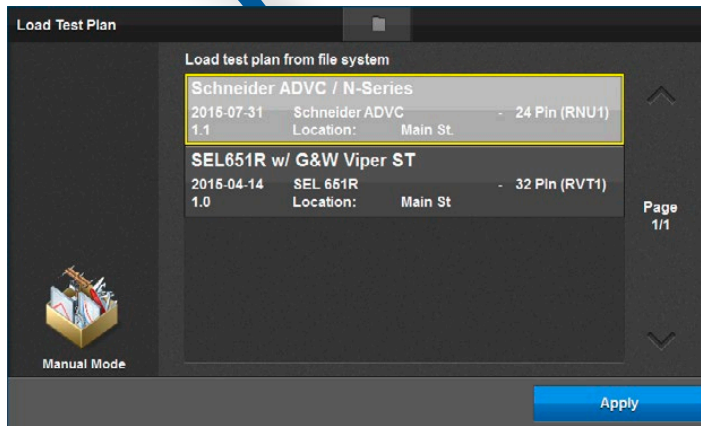 Load Test Plan
Load test plan from file system
Schneider ADVC / N-Series
2015-07-31 Schneider ADVC - 24 Pin (RNU1)
1.1 Location: Main St.
SEL651R w/ G&W Viper ST
2015-04-14 SEL 651R - 32 Pin (RVT1)
1.0 Location: Main St
Page
1/1
Manual Mode
Apply